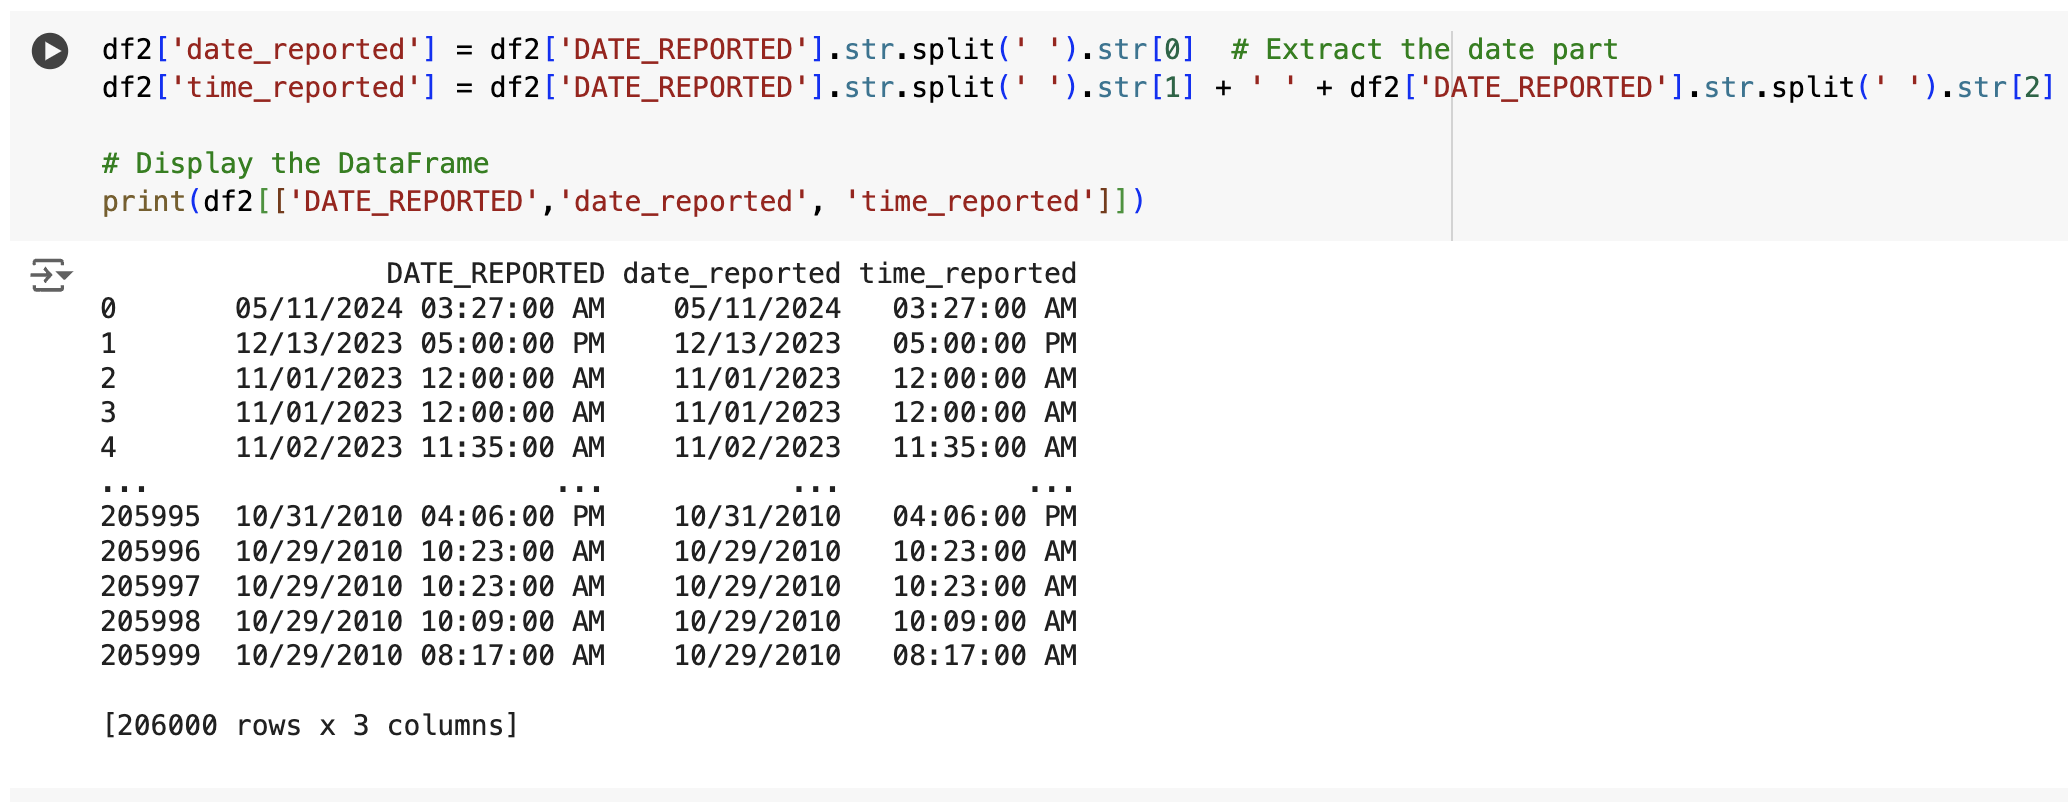 df2['date_reported'] = df2['DATE_REPORTED'].str.split(' ').str[0]  # Extract the date part
df2['time_reported'] = df2['DATE_REPORTED'].str.split(' ').str[1] + ' ' + df2['DATE_REPORTED'].str.split(' ').str[2]
# Display the DataFrame
print(df2[['DATE_REPORTED','date_reported', 'time_reported']])
DATE_REPORTED date_reported time_reported
0       05/11/2024 03:27:00 AM    05/11/2024   03:27:00 AM
1       12/13/2023 05:00:00 PM    12/13/2023   05:00:00 PM
2       11/01/2023 12:00:00 AM    11/01/2023   12:00:00 AM
3       11/01/2023 12:00:00 AM    11/01/2023   12:00:00 AM
4       11/02/2023 11:35:00 AM    11/02/2023   11:35:00 AM
...                        ...           ...           ...
205995  10/31/2010 04:06:00 PM    10/31/2010   04:06:00 PM
205996  10/29/2010 10:23:00 AM    10/29/2010   10:23:00 AM
205997  10/29/2010 10:23:00 AM    10/29/2010   10:23:00 AM
205998  10/29/2010 10:09:00 AM    10/29/2010   10:09:00 AM
205999  10/29/2010 08:17:00 AM    10/29/2010   08:17:00 AM
[206000 rows x 3 columns]